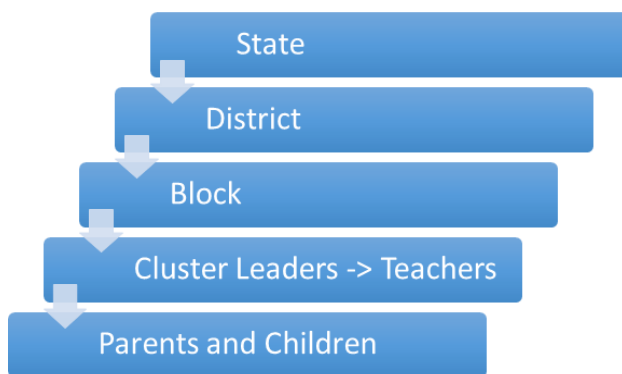 State
District
Block
Cluster Leaders -> Teachers
Parents and Children